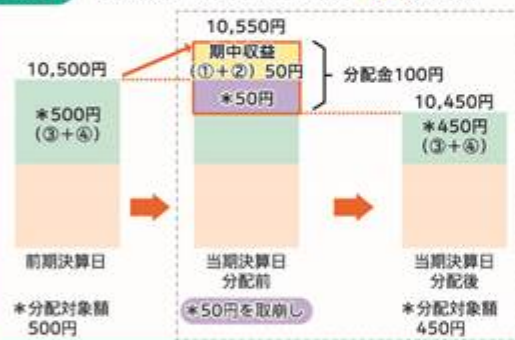 10,550円
期中収益
(①+②) 50円
*50円
分配金100円
10,500円
*500円
(③+④)
10,450円
*450円
(③+④)
前期決算日
当期決算日
分配前
当期決算日
分配後
*分配対象額
500円
*50円を取崩し
*分配対象額
450円